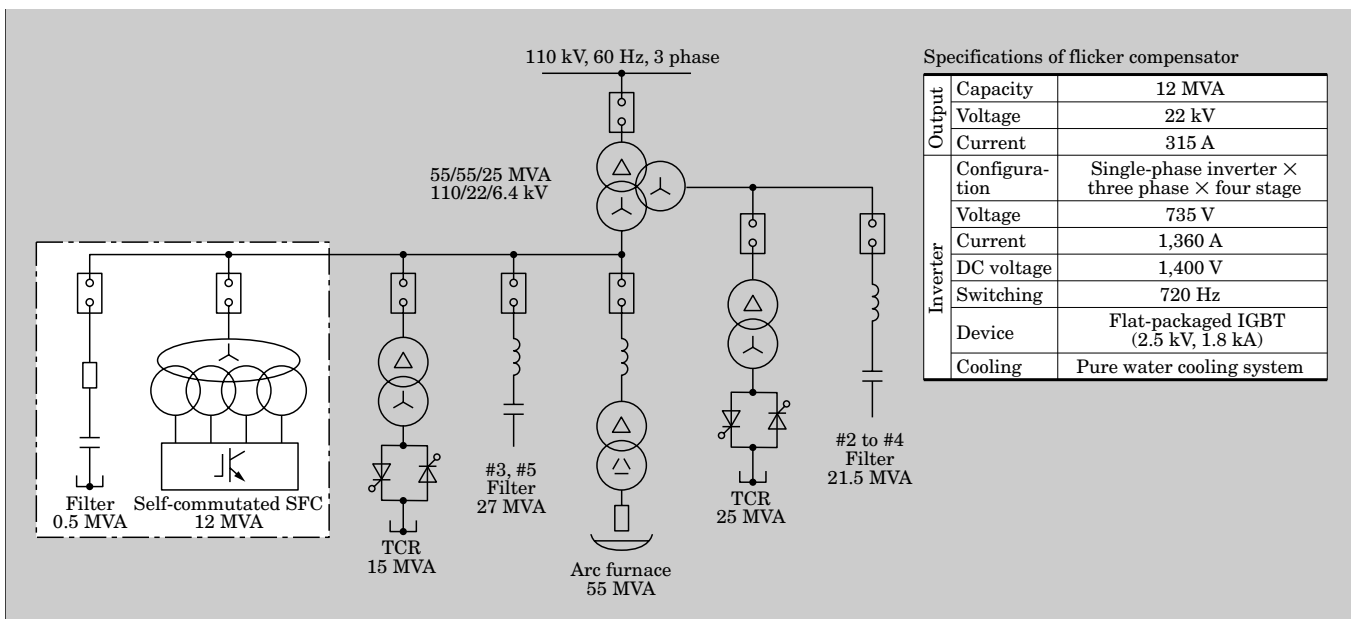 110 kV, 60 Hz, 3 phase
55/55/25 MVA
110/22/6.4 kV
Filter
0.5 MVA
Self-commutated SFC
12 MVA
TCR
15 MVA
#3, #5
Filter
27 MVA
Arc furnace
55 MVA
TCR
25 MVA
#2 to #4
Filter
21.5 MVA
Specifications of flicker compensator
Output
Capacity 12 MVA
Voltage 22 kV
Current 315 A
Inverter
Configura-
tion
Single-phase inverter ×
three phase × four stage
Voltage 735 V
Current 1,360 A
DC voltage 1,400 V
Switching 720 Hz
Device
Flat-packaged IGBT
(2.5 kV, 1.8 kA)
Cooling Pure water cooling system